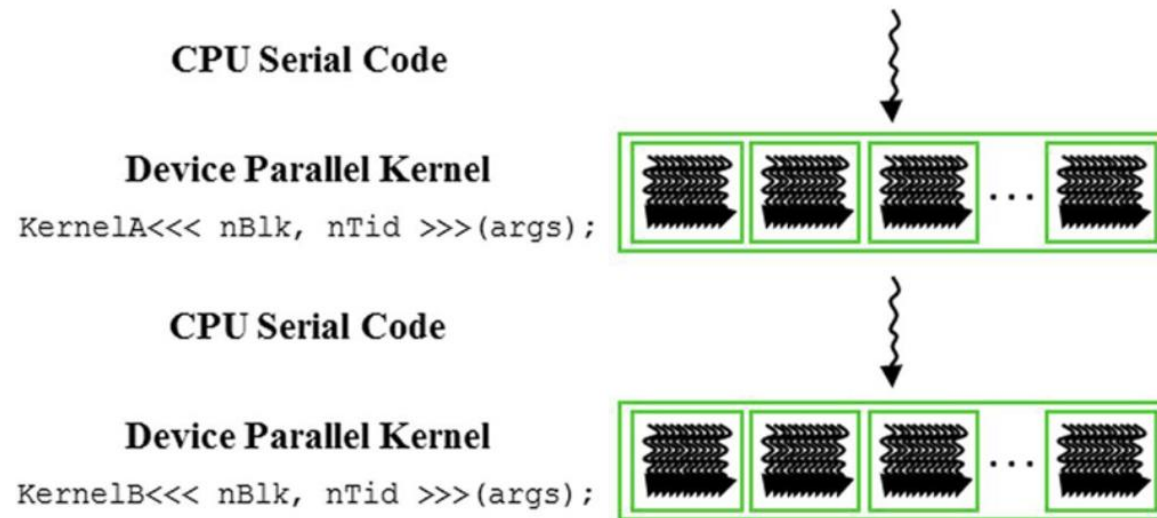 CPU Serial Code
Device Parallel Kernel
KernelA<<< nBlk, nTid >>>(args);
...
CPU Serial Code
Device Parallel Kernel
KernelB<<< nBlk, nTid >>>(args);
...